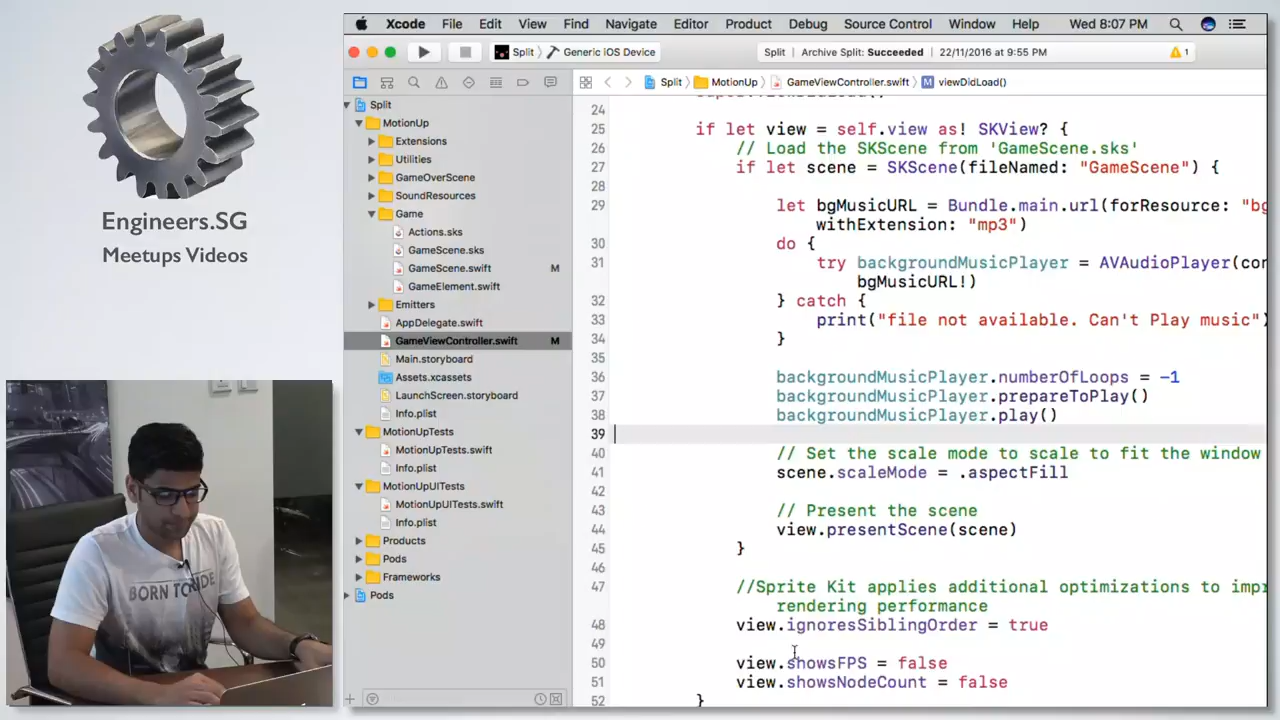 Engineers.SG
Meetups Videos
BORN TO RIDE
Xcode File Edit View Find Navigate Editor Product Debug Source Control Window Help Wed 8:07 PM
Split Generic iOS Device
Split Archive Split: Succeeded 22/11/2016 at 9:55 PM 1
Split MotionUp GameViewController.swift M viewDidLoad()
Split
MotionUp
Extensions
Utilities
GameOverScene
SoundResources
Game
Actions.sks
GameScene.sks
GameScene.swift M
GameElement.swift
Emitters
AppDelegate.swift
GameViewController.swift M
Main.storyboard
Assets.xcassets
LaunchScreen.storyboard
Info.plist
MotionUpTests
MotionUpTests.swift
Info.plist
MotionUpUITests
MotionUpUITests.swift
Info.plist
Products
Pods
Frameworks
Pods
24
25 if let view = self.view as! SKView? {
26 // Load the SKScene from 'GameScene.sks'
27 if let scene = SKScene(fileNamed: "GameScene") {
28
29 let bgMusicURL = Bundle.main.url(forResource: "bg
withExtension: "mp3")
30 do {
31 try backgroundMusicPlayer = AVAudioPlayer(con
bgMusicURL!)
32 } catch {
33 print("file not available. Can't Play music")
34 }
35
36 backgroundMusicPlayer.numberOfLoops = -1
37 backgroundMusicPlayer.prepareToPlay()
38 backgroundMusicPlayer.play()
39
40 // Set the scale mode to scale to fit the window
41 scene.scaleMode = .aspectFill
42
43 // Present the scene
44 view.presentScene(scene)
45 }
46
47 //Sprite Kit applies additional optimizations to impr
rendering performance
48 view.ignoresSiblingOrder = true
49
50 view.showsFPS = false
51 view.showsNodeCount = false
52 }